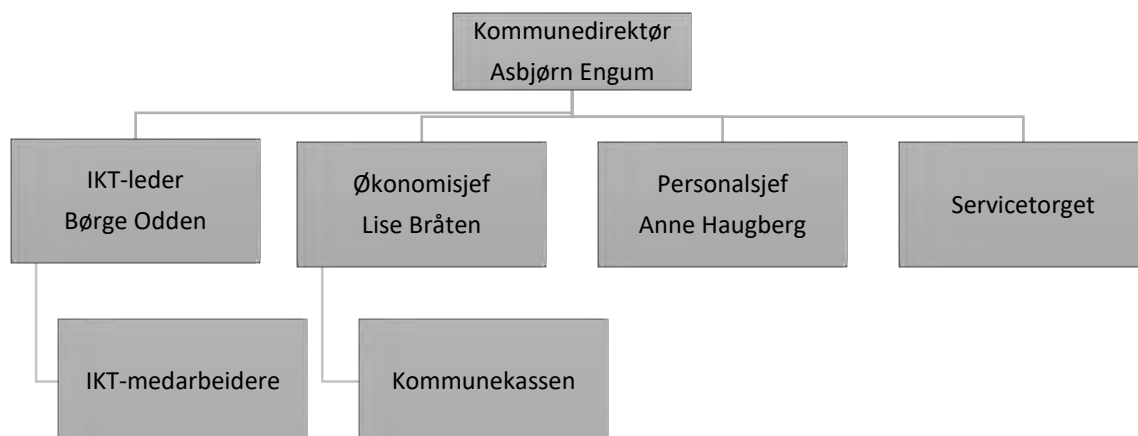 Kommunedirektør
Asbjørn Engum
IKT-leder
Børge Odden
Økonomisjef
Lise Bråten
Personalsjef
Anne Haugberg
Servicetorget
IKT-medarbeidere
Kommunekassen